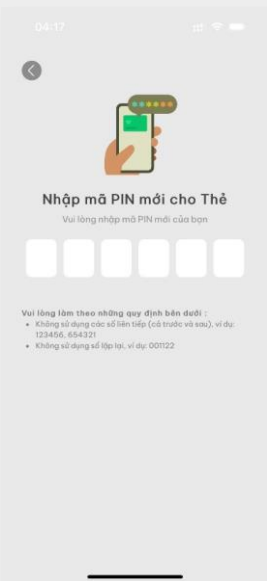 04:17
Nhập mã PIN mới cho Thẻ
Vui lòng nhập mã PIN mới của bạn
Vui lòng làm theo những quy định bên dưới :
• Không sử dụng các số liên tiếp (cả trước và sau), ví dụ:
123456, 654321
• Không sử dụng số lặp lại, ví dụ: 001122